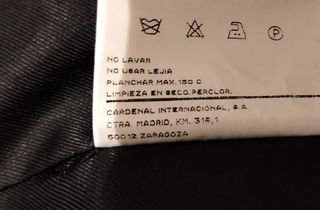 NO LAVAR
NO USAR LEJIA
PLANCHAR MAX.150 C
LIMPIEZA EN SECO.PERCLOR.
CARDENAL INTERNACIONAL, S.A.
CTRA. MADRID, KM. 315,1
50012 ZARAGOZA